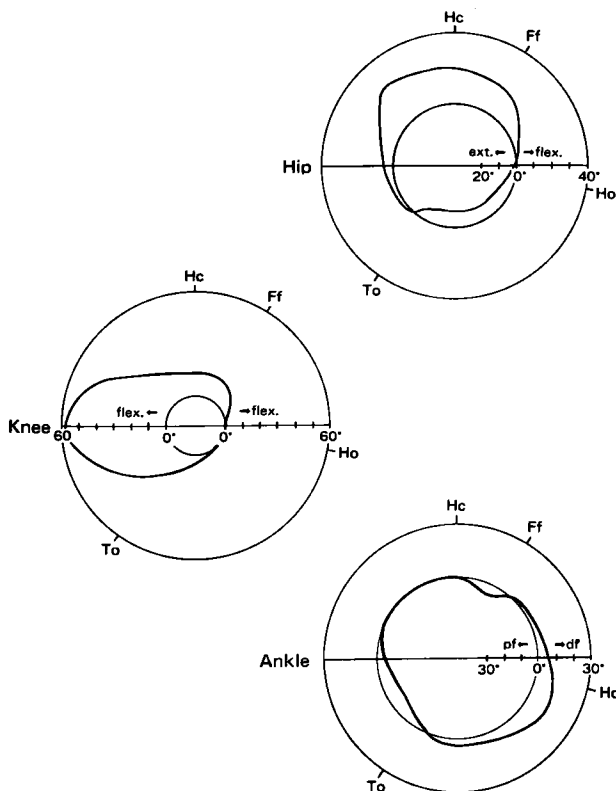 Hc
Ff
ext. ← → flex.
Hip
20° 0° 40°
Ho
To
Hc
Ff
flex. ← → flex.
Knee
60 0° 0° 60°
Ho
To
Hc
Ff
pf ← → df
Ankle
30° 0° 30°
Ho
To